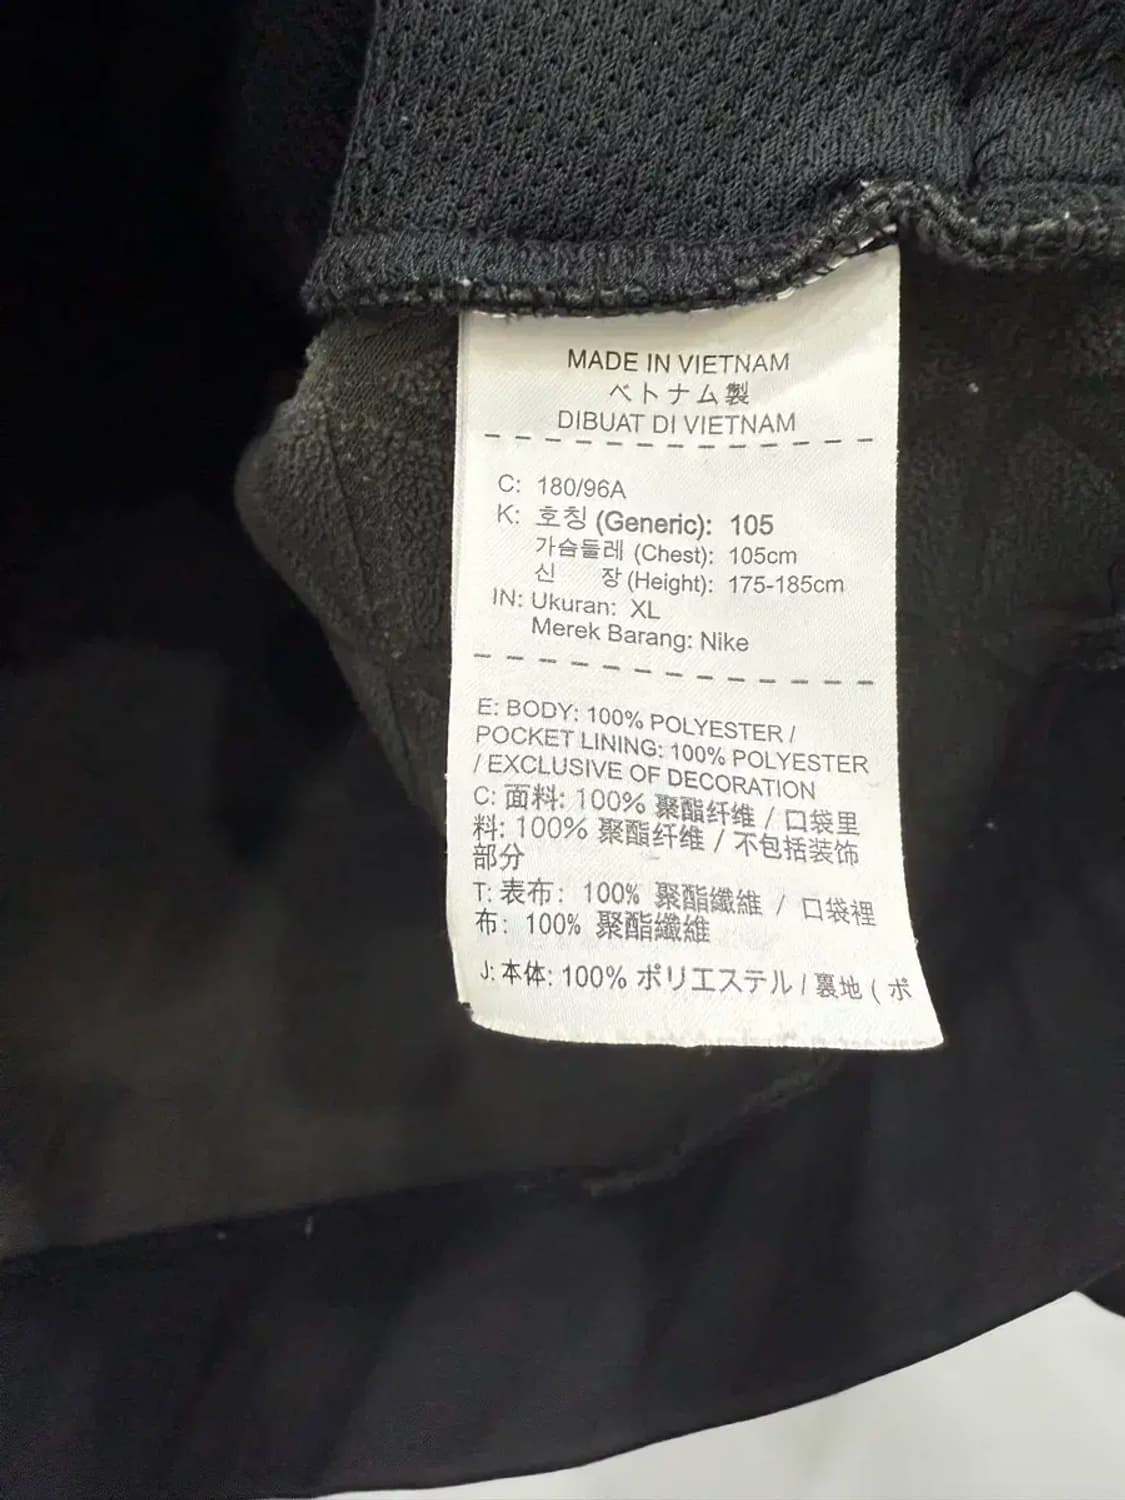 MADE IN VIETNAM
ベトナム製
DIBUAT DI VIETNAM
C: 180/96A
K: 호칭 (Generic): 105
가슴둘레 (Chest): 105cm
신 장 (Height): 175-185cm
IN: Ukuran: XL
Merek Barang: Nike
E: BODY: 100% POLYESTER /
POCKET LINING: 100% POLYESTER
/ EXCLUSIVE OF DECORATION
C: 面料: 100% 聚酯纤维 / 口袋里
料: 100% 聚酯纤维 / 不包括装饰
部分
T: 表布: 100% 聚酯纖維 / 口袋裡
布: 100% 聚酯纖維
J: 本体: 100% ポリエステル / 裏地 ( ポ